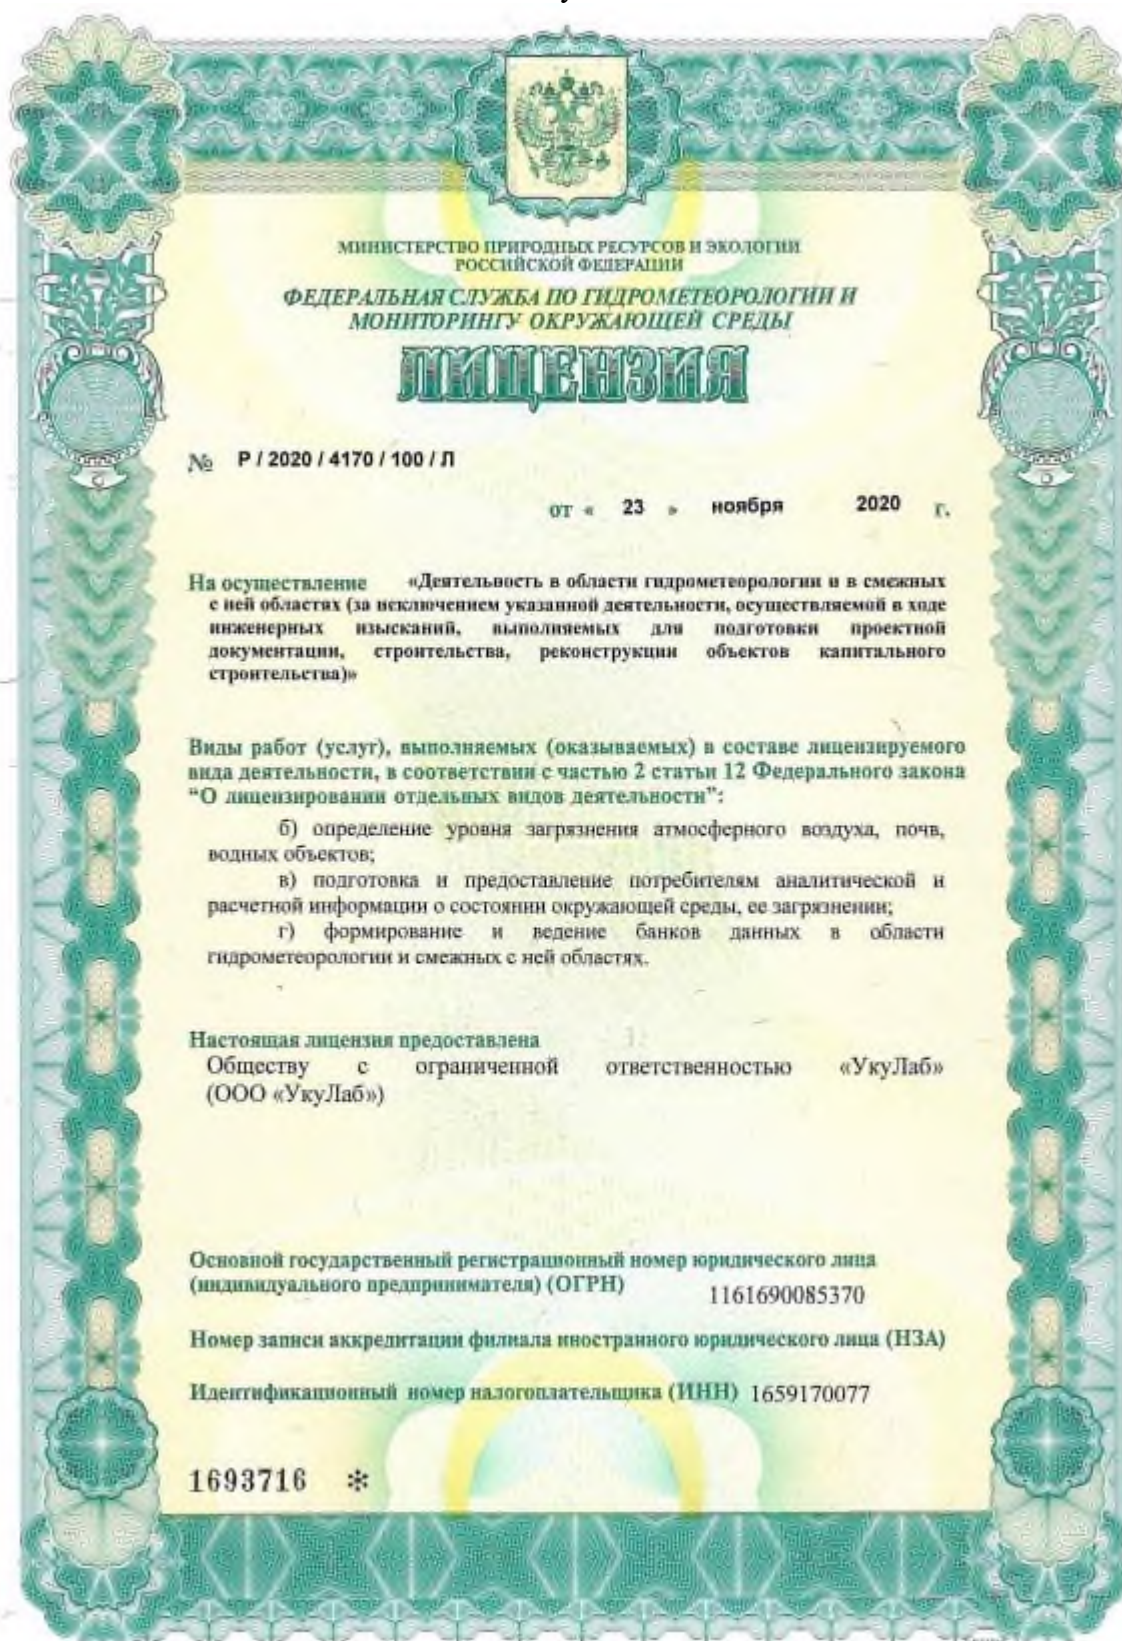 МИНИСТЕРСТВО ПРИРОДНЫХ РЕСУРСОВ И ЭКОЛОГИИ
РОССИЙСКОЙ ФЕДЕРАЦИИ
ФЕДЕРАЛЬНАЯ СЛУЖБА ПО ГИДРОМЕТЕОРОЛОГИИ И
МОНИТОРИНГУ ОКРУЖАЮЩЕЙ СРЕДЫ
ЛИЦЕНЗИЯ
№ Р / 2020 / 4170 / 100 / Л
от « 23 » ноября 2020 г.
На осуществление «Деятельность в области гидрометеорологии и в смежных
с ней областях (за исключением указанной деятельности, осуществляемой в ходе
инженерных изысканий, выполняемых для подготовки проектной
документации, строительства, реконструкции объектов капитального
строительства)»
Виды работ (услуг), выполняемых (оказываемых) в составе лицензируемого
вида деятельности, в соответствии с частью 2 статьи 12 Федерального закона
“О лицензировании отдельных видов деятельности”:
б) определение уровня загрязнения атмосферного воздуха, почв,
водных объектов;
в) подготовка и предоставление потребителям аналитической и
расчетной информации о состоянии окружающей среды, ее загрязнении;
г) формирование и ведение банков данных в области
гидрометеорологии и смежных с ней областях.
Настоящая лицензия предоставлена
Обществу с ограниченной ответственностью «УкуЛаб»
(ООО «УкуЛаб»)
Основной государственный регистрационный номер юридического лица
(индивидуального предпринимателя) (ОГРН) 1161690085370
Номер записи аккредитации филиала иностранного юридического лица (НЗА)
Идентификационный номер налогоплательщика (ИНН) 1659170077
1693716 *